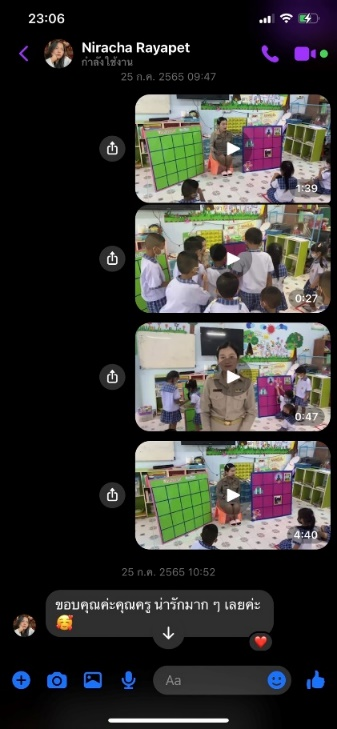 23:06
Niracha Rayapet
กำลังใช้งาน
25 ก.ค. 2565 09:47
1:39
0:27
0:47
4:40
25 ก.ค. 2565 10:52
ขอบคุณค่ะคุณครู น่ารักมาก ๆ เลยค่ะ
Aa